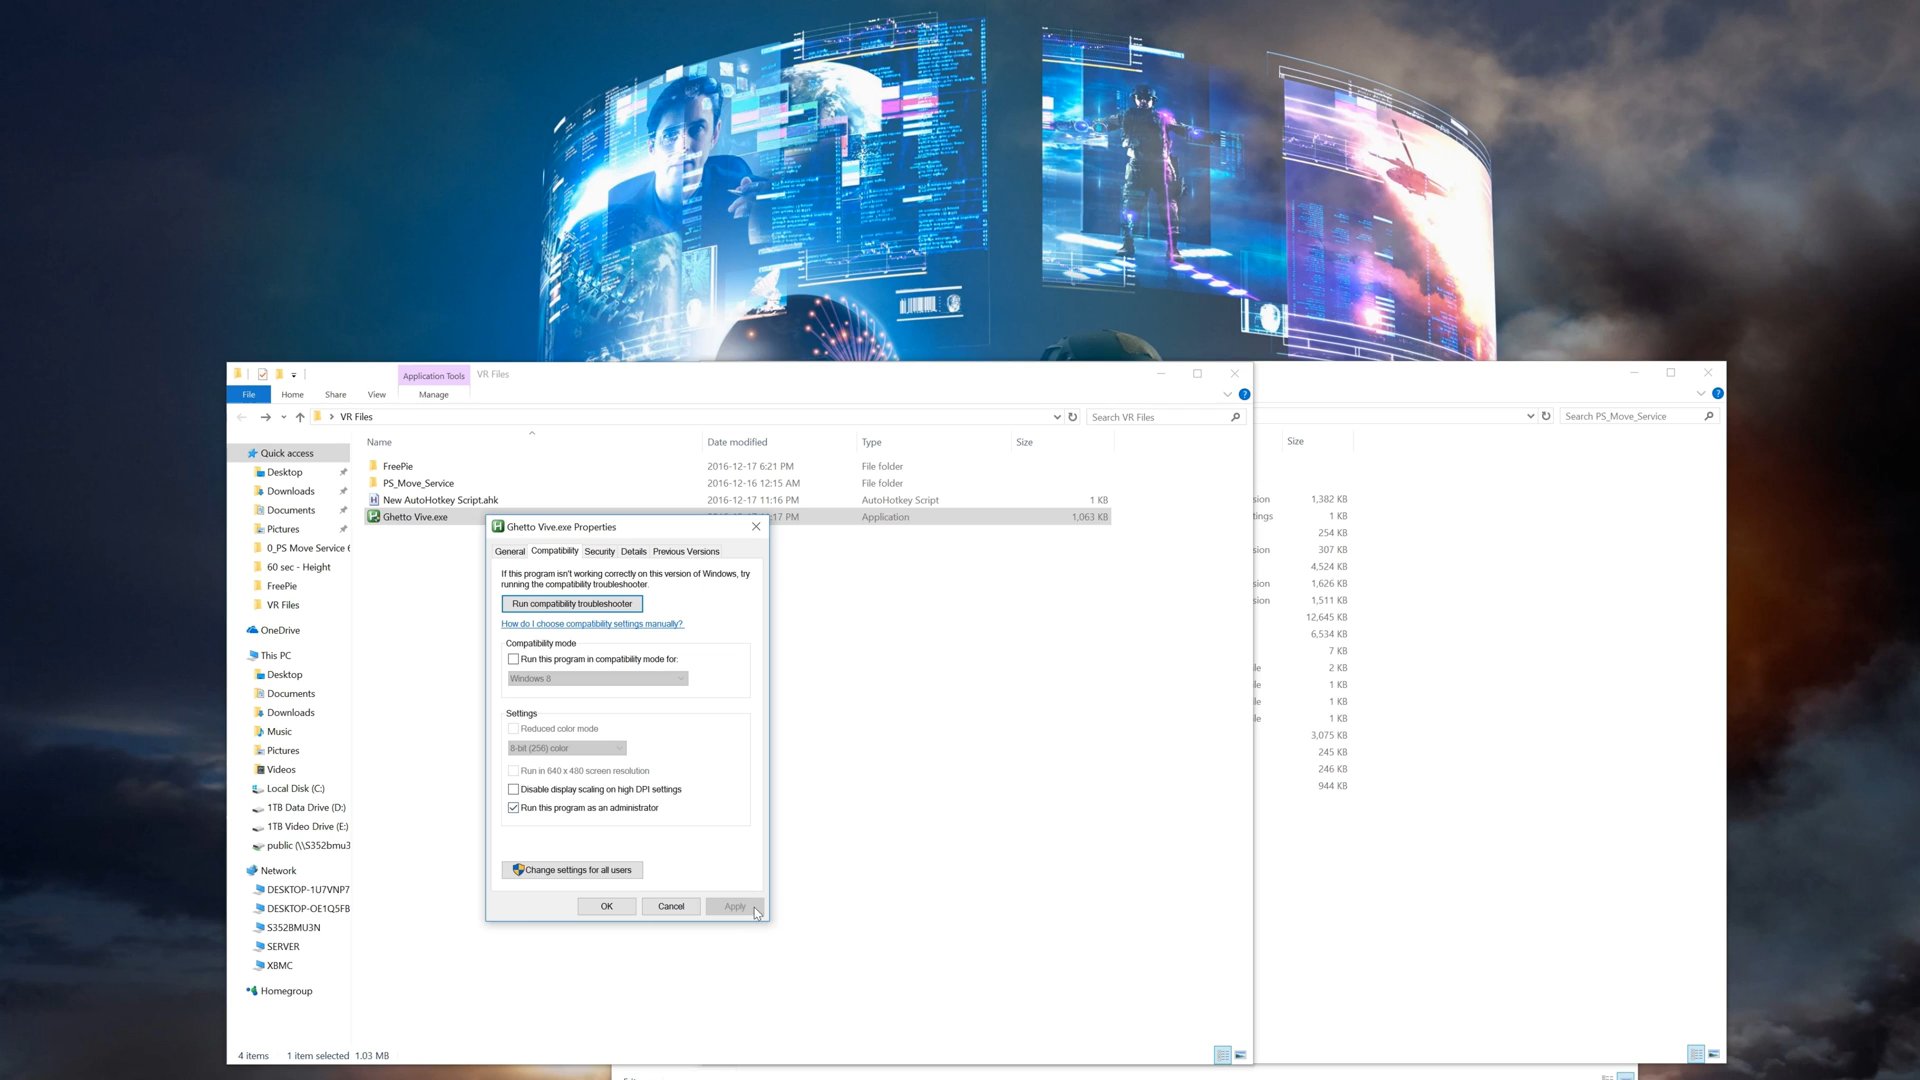 Application Tools
VR Files
File
Home
Share
View
Manage
VR Files
Search VR Files
Search PS_Move_Service
Name
Date modified
Type
Size
Size
Quick access
Desktop
Downloads
Documents
Pictures
0_PS Move Service 6
60 sec - Height
FreePie
VR Files
OneDrive
This PC
Desktop
Documents
Downloads
Music
Pictures
Videos
Local Disk (C:)
1TB Data Drive (D:)
1TB Video Drive (E:)
public (\\S352bmu3
Network
DESKTOP-1U7VNP7
DESKTOP-OE1Q5FB
S352BMU3N
SERVER
XBMC
Homegroup
FreePie 2016-12-17 6:21 PM File folder
PS_Move_Service 2016-12-16 12:15 AM File folder
New AutoHotkey Script.ahk 2016-12-17 11:16 PM AutoHotkey Script 1 KB
Ghetto Vive.exe :17 PM Application 1,063 KB
Ghetto Vive.exe Properties
General Compatibility Security Details Previous Versions
If this program isn't working correctly on this version of Windows, try
running the compatibility troubleshooter.
Run compatibility troubleshooter
How do I choose compatibility settings manually?
Compatibility mode
Run this program in compatibility mode for:
Windows 8
Settings
Reduced color mode
8-bit (256) color
Run in 640 x 480 screen resolution
Disable display scaling on high DPI settings
Run this program as an administrator
Change settings for all users
OK
Cancel
Apply
sion 1,382 KB
tings 1 KB
254 KB
sion 307 KB
4,524 KB
sion 1,626 KB
sion 1,511 KB
12,645 KB
6,534 KB
7 KB
le 2 KB
le 1 KB
le 1 KB
le 1 KB
3,075 KB
245 KB
246 KB
944 KB
4 items
1 item selected 1.03 MB